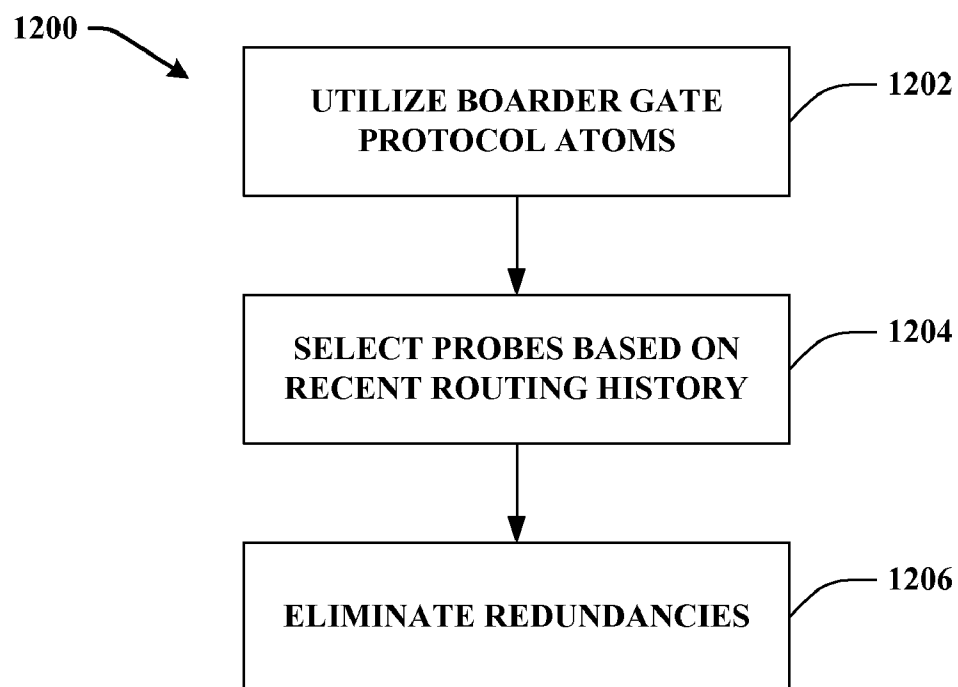 1200
UTILIZE BOARDER GATE
PROTOCOL ATOMS
1202
SELECT PROBES BASED ON
RECENT ROUTING HISTORY
1204
ELIMINATE REDUNDANCIES
1206